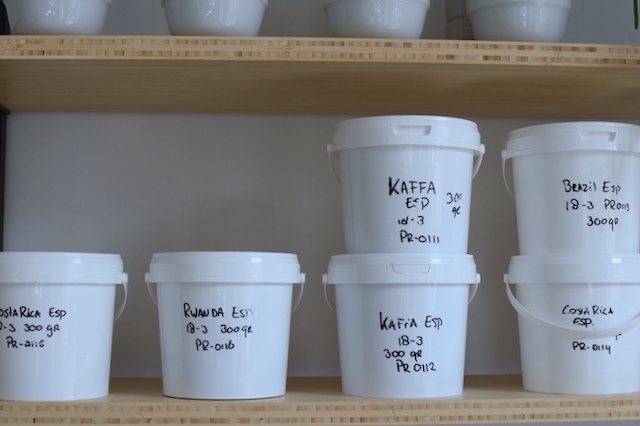 KAFFA
ESP 300
18-3 gr
PR-0111
BRAZIL ESP
18-3 PR0113
300gr
COSTARICA ESP
18-3 300 gr
PR-0116
RWANDA ESP
18-3 300gr
PR-0110
KAFFA ESP
18-3
300 gr
PR 0112
COSTA RICA
ESP.
PR-0114